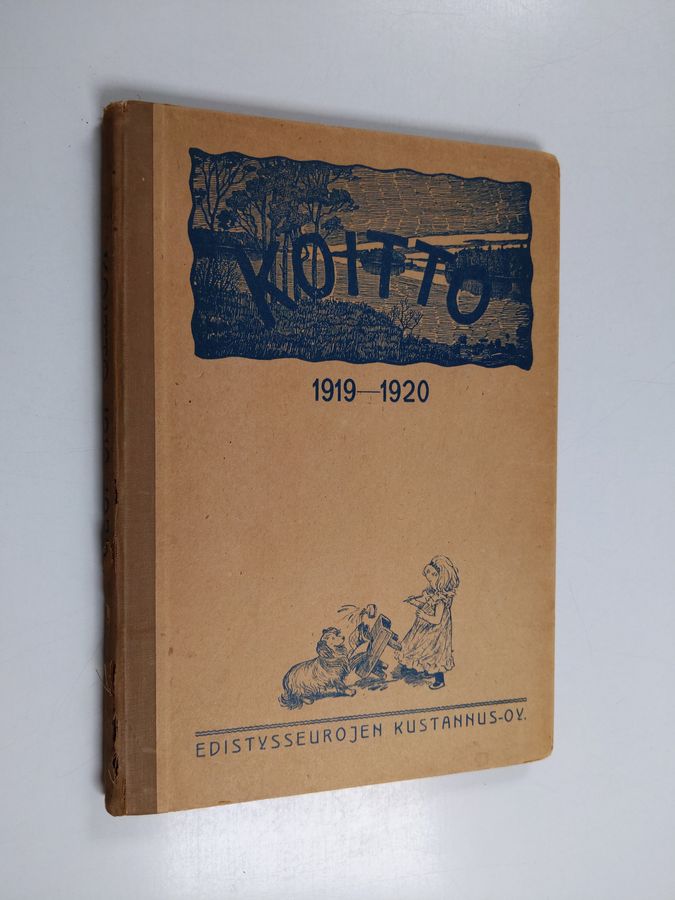 KOITTO
1919—1920
EDISTYSSEUROJEN KUSTANNUS-OY.